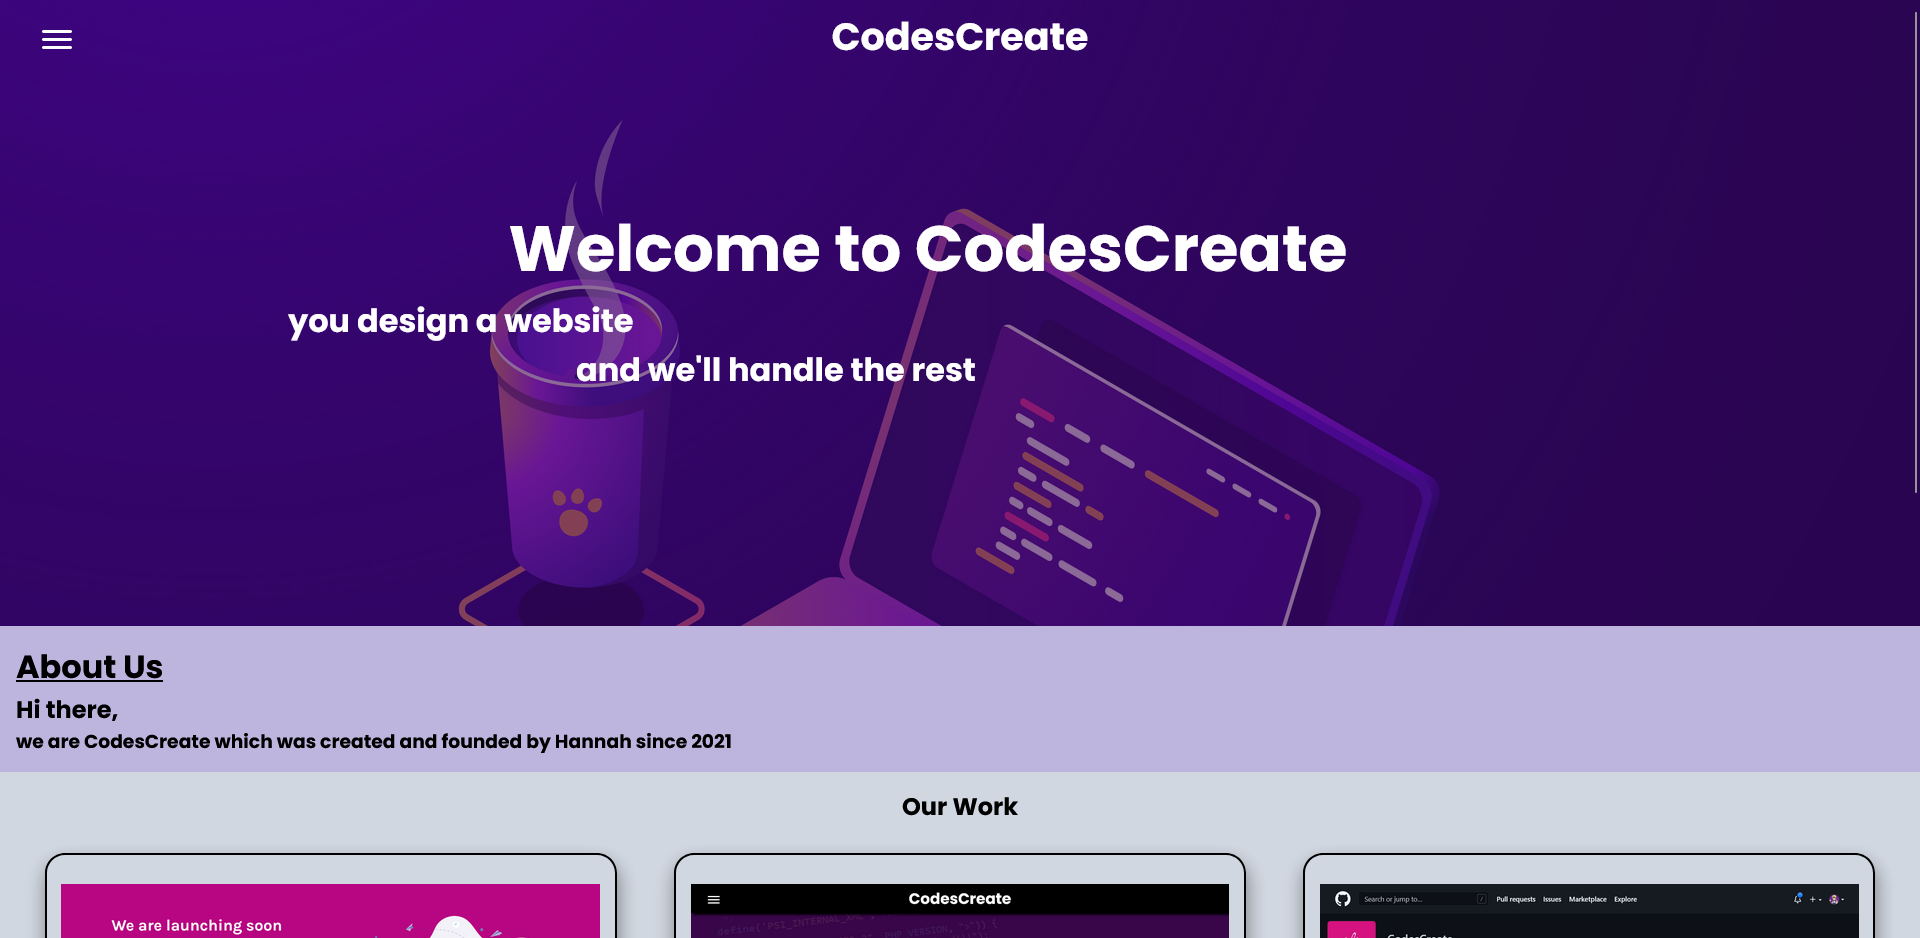 CodesCreate
Welcome to CodesCreate
you design a website
and we'll handle the rest
About Us
Hi there,
we are CodesCreate which was created and founded by Hannah since 2021
Our Work
We are launching soon
CodesCreate
Search or jump to... /
Pull requests Issues Marketplace Explore